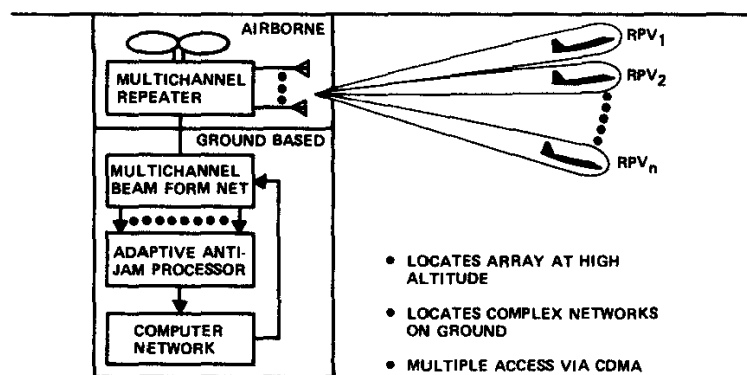 AIRBORNE
MULTICHANNEL
REPEATER
RPV1
RPV2
RPVn
GROUND BASED
MULTICHANNEL
BEAM FORM NET
ADAPTIVE ANTI-
JAM PROCESSOR
COMPUTER
NETWORK
• LOCATES ARRAY AT HIGH
ALTITUDE
• LOCATES COMPLEX NETWORKS
ON GROUND
• MULTIPLE ACCESS VIA CDMA